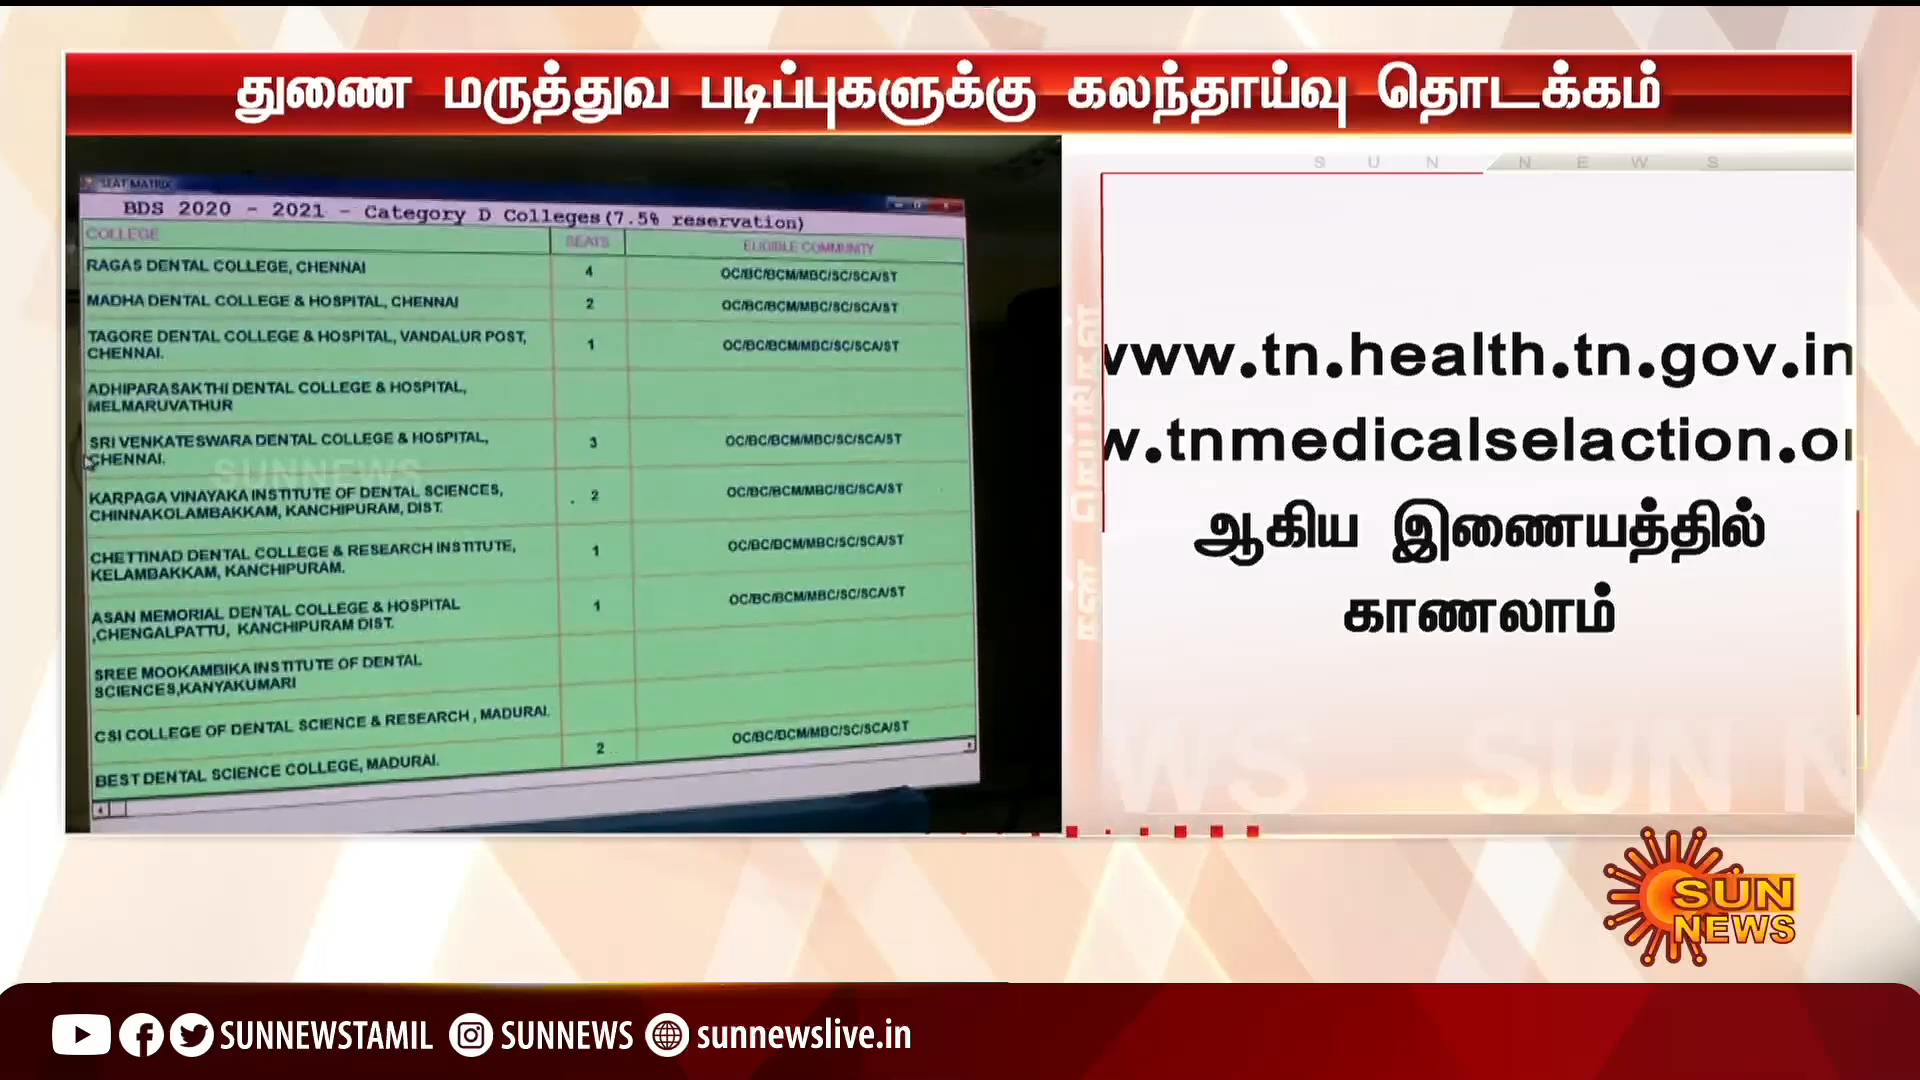 துணை மருத்துவ படிப்புகளுக்கு கலந்தாய்வு தொடக்கம்
SEAT MATRIX
BDS 2020 - 2021 - Category D Colleges(7.5% reservation)
COLLEGE SEATS ELIGIBLE COMMUNITY
RAGAS DENTAL COLLEGE, CHENNAI 4 OC/BC/BCM/MBC/SC/SCA/ST
MADHA DENTAL COLLEGE & HOSPITAL, CHENNAI 2 OC/BC/BCM/MBC/SC/SCA/ST
TAGORE DENTAL COLLEGE & HOSPITAL, VANDALUR POST,
CHENNAI. 1 OC/BC/BCM/MBC/SC/SCA/ST
ADHIPARASAKTHI DENTAL COLLEGE & HOSPITAL,
MELMARUVATHUR
SRI VENKATESWARA DENTAL COLLEGE & HOSPITAL,
CHENNAI. 3 OC/BC/BCM/MBC/SC/SCA/ST
KARPAGA VINAYAKA INSTITUTE OF DENTAL SCIENCES,
CHINNAKOLAMBAKKAM, KANCHIPURAM, DIST. 2 OC/BC/BCM/MBC/SC/SCA/ST
CHETTINAD DENTAL COLLEGE & RESEARCH INSTITUTE,
KELAMBAKKAM, KANCHIPURAM. 1 OC/BC/BCM/MBC/SC/SCA/ST
ASAN MEMORIAL DENTAL COLLEGE & HOSPITAL
,CHENGALPATTU, KANCHIPURAM DIST. 1 OC/BC/BCM/MBC/SC/SCA/ST
SREE MOOKAMBIKA INSTITUTE OF DENTAL
SCIENCES,KANYAKUMARI
CSI COLLEGE OF DENTAL SCIENCE & RESEARCH , MADURAI.
BEST DENTAL SCIENCE COLLEGE, MADURAI. 2 OC/BC/BCM/MBC/SC/SCA/ST
SUNNEWS
SUN NEWS
www.tn.health.tn.gov.in
w.tnmedicalselaction.or
ஆகிய இணையத்தில்
காணலாம்
WS SUN N
SUN
NEWS
SUNNEWSTAMIL SUNNEWS sunnewslive.in